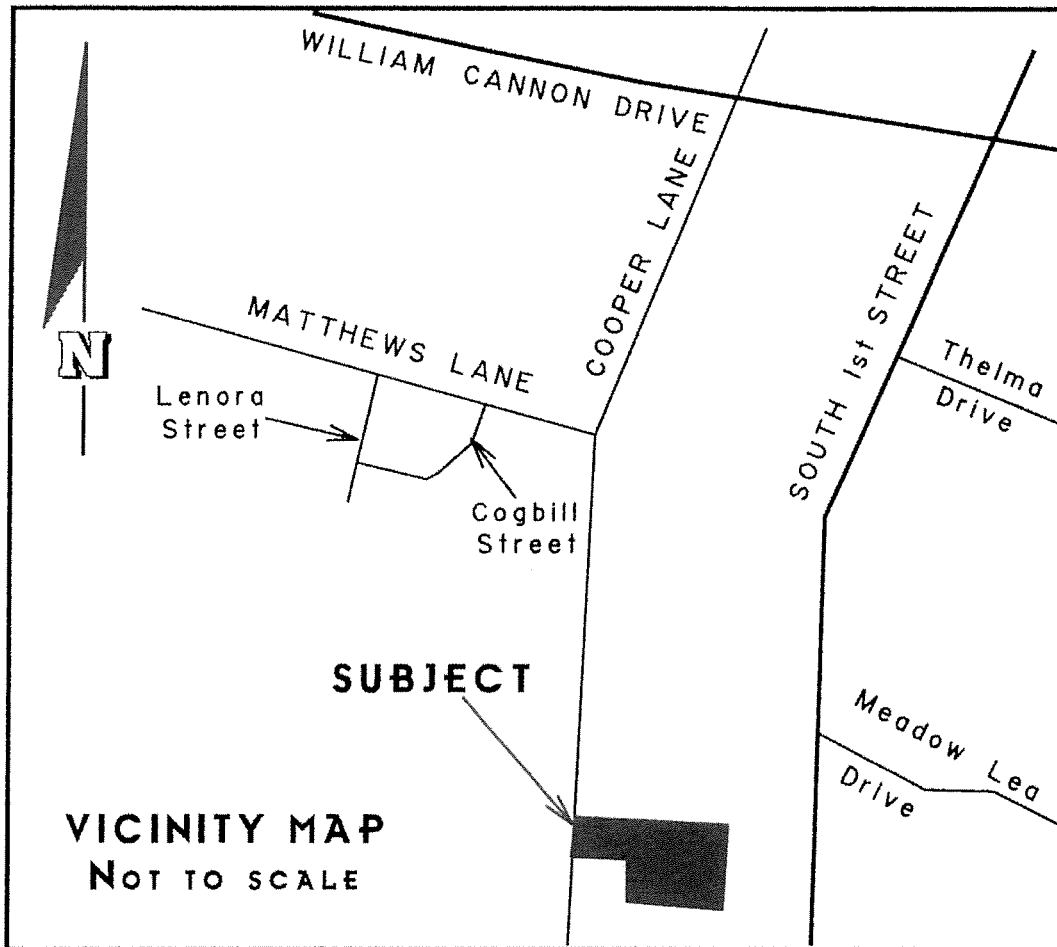 WILLIAM CANNON DRIVE
COOPER LANE
SOUTH 1st STREET
MATTHEWS LANE
N
Lenora
Street
Thelma
Drive
Cogbill
Street
SUBJECT
Meadow Lea
Drive
VICINITY MAP
NOT TO SCALE